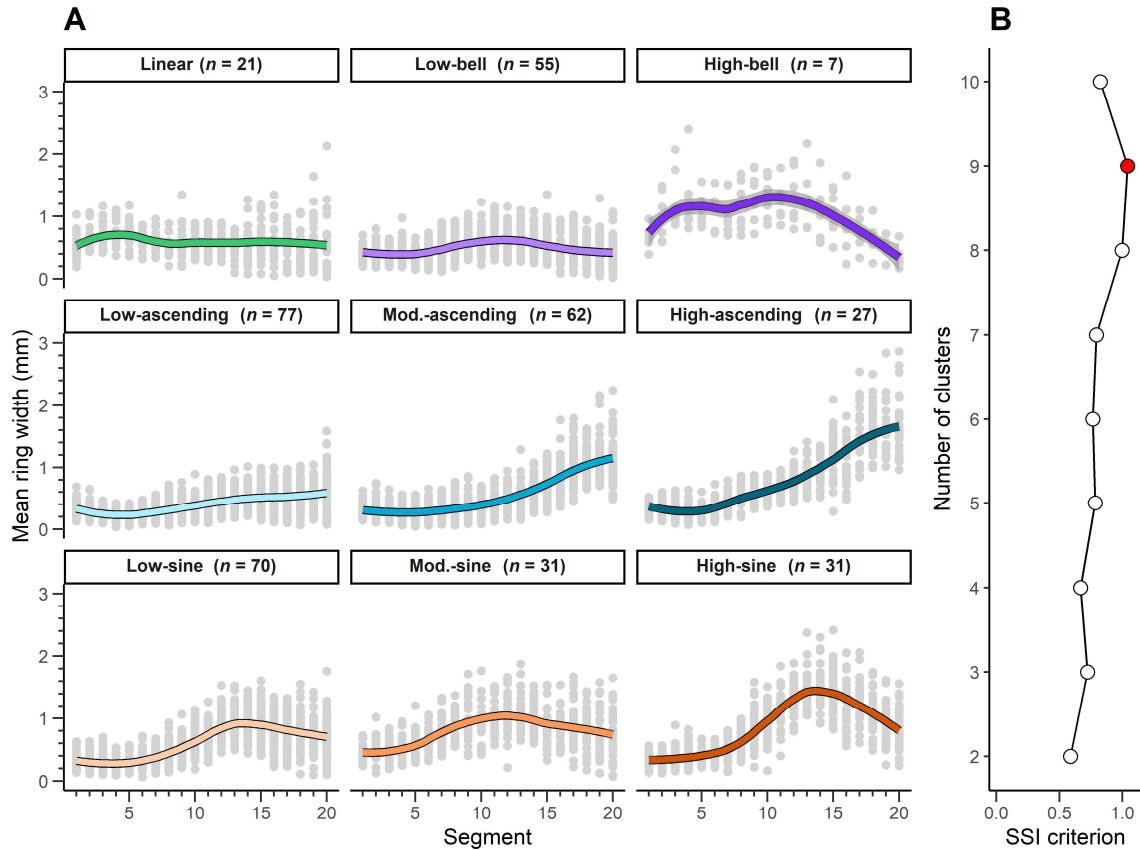 A
B
Linear (n = 21)
Low-bell (n = 55)
High-bell (n = 7)
3
2
1
0
Low-ascending (n = 77)
Mod.-ascending (n = 62)
High-ascending (n = 27)
3
2
1
0
Low-sine (n = 70)
Mod.-sine (n = 31)
High-sine (n = 31)
3
2
1
0
5 10 15 20
5 10 15 20
5 10 15 20
Mean ring width (mm)
Segment
10
9
8
7
6
5
4
3
2
Number of clusters
0.0 0.5 1.0
SSI criterion